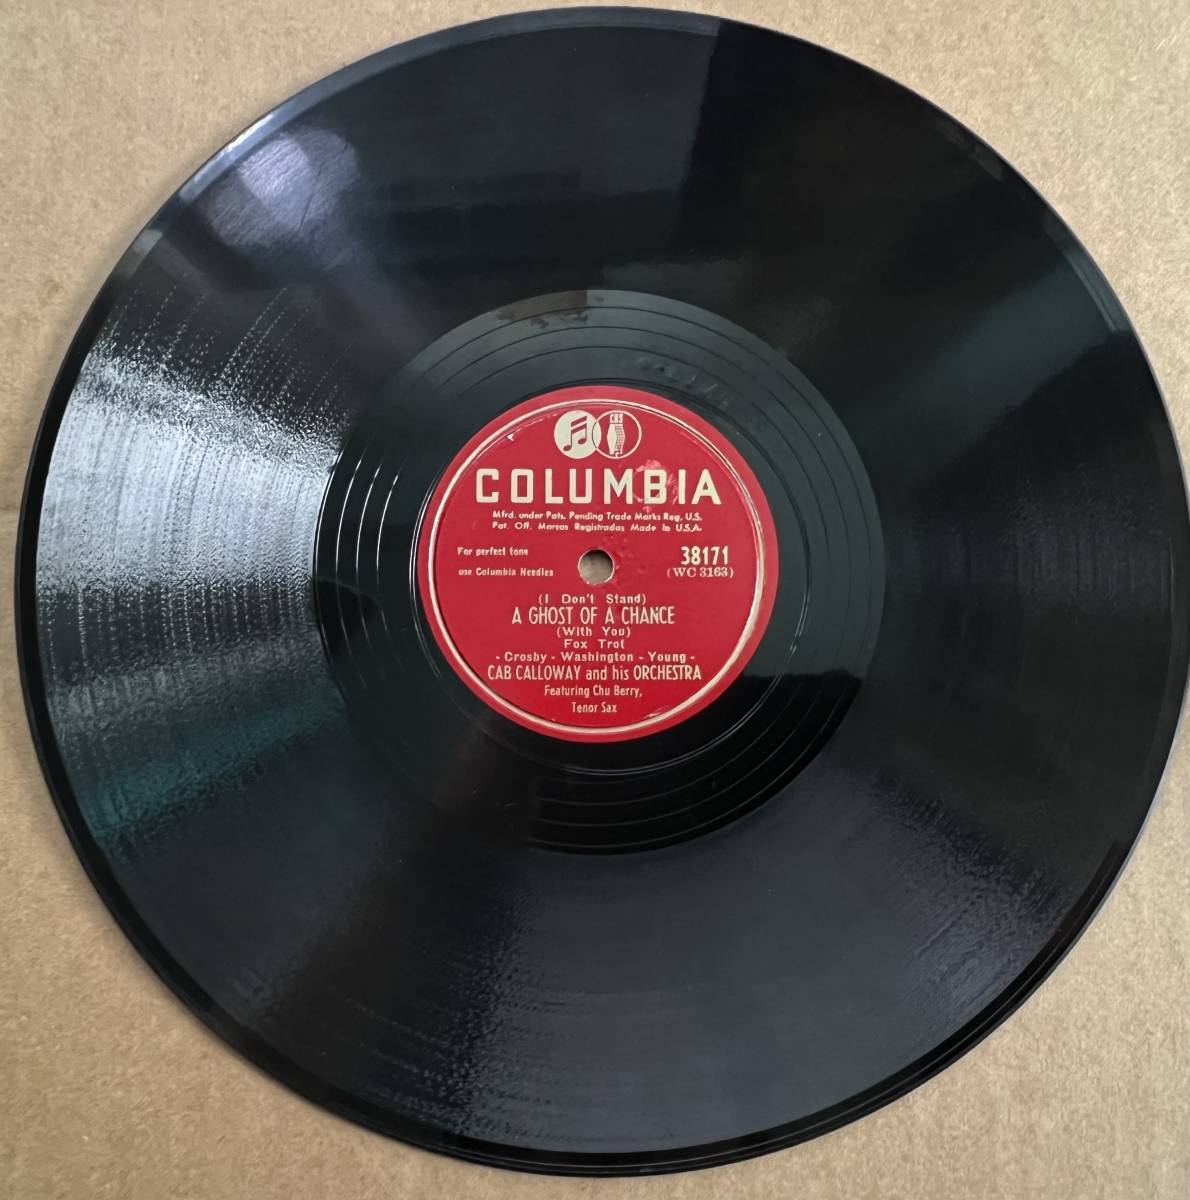 CBS
COLUMBIA
Mfrd. under Pats. Pending Trade Marks Reg. U.S.
Pat. Off. Marcas Registradas Made in U.S.A.
For perfect tone
use Columbia Needles
38171
(WC 3163)
(I Don't Stand)
A GHOST OF A CHANCE
(With You)
Fox Trot
- Crosby - Washington - Young -
CAB CALLOWAY and his ORCHESTRA
Featuring Chu Berry,
Tenor Sax